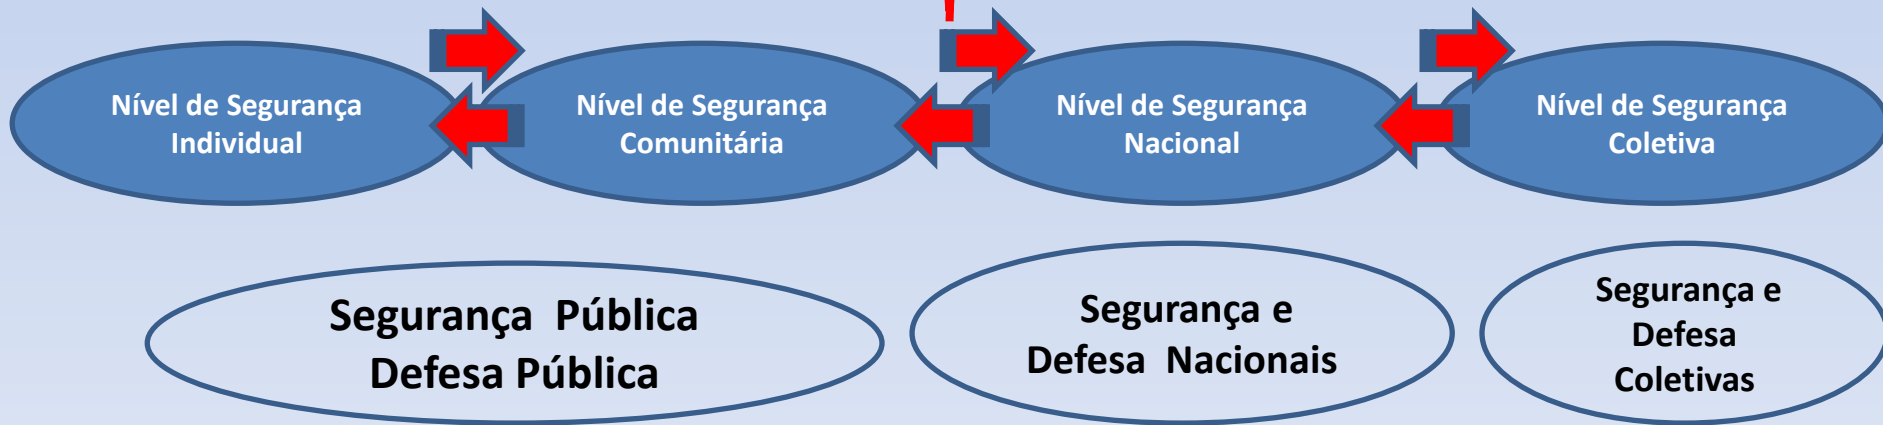 Nível de Segurança
Individual
Nível de Segurança
Comunitária
Nível de Segurança
Nacional
Nível de Segurança
Coletiva
Segurança Pública
Defesa Pública
Segurança e
Defesa Nacionais
Segurança e
Defesa
Coletivas